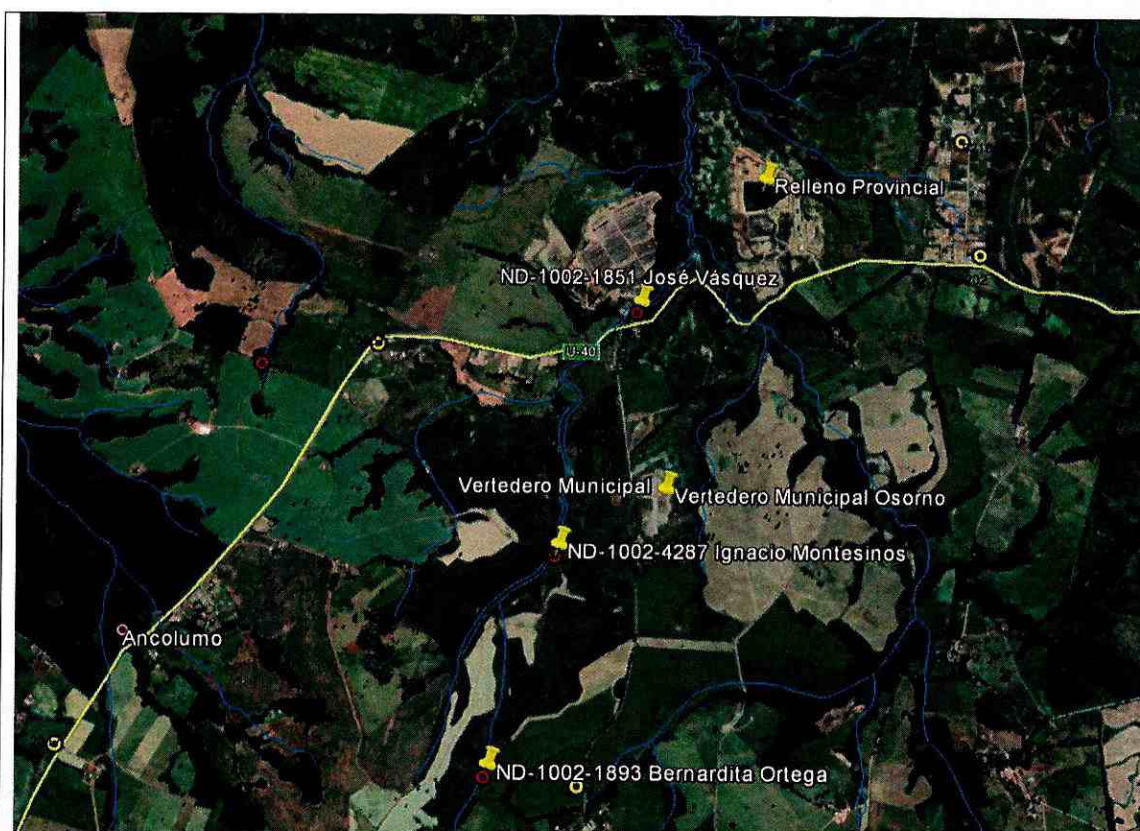 Relleno Provincial
ND-1002-1851 José Vásquez
U-40
Vertedero Municipal
Vertedero Municipal Osorno
ND-1002-4287 Ignacio Montesinos
Ancolumo
ND-1002-1893 Bernardita Ortega